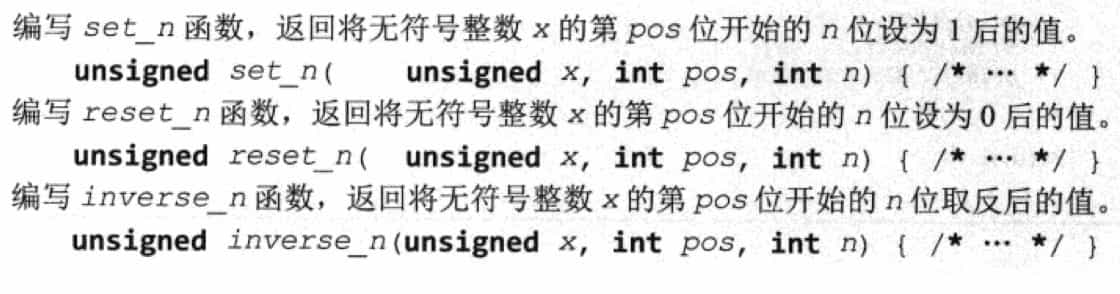 编写 set_n 函数，返回将无符号整数 x 的第 pos 位开始的 n 位设为 1 后的值。
unsigned set_n( unsigned x, int pos, int n) { /* … */ }
编写 reset_n 函数，返回将无符号整数 x 的第 pos 位开始的 n 位设为 0 后的值。
unsigned reset_n( unsigned x, int pos, int n) { /* … */ }
编写 inverse_n 函数，返回将无符号整数 x 的第 pos 位开始的 n 位取反后的值。
unsigned inverse_n(unsigned x, int pos, int n) { /* … */ }